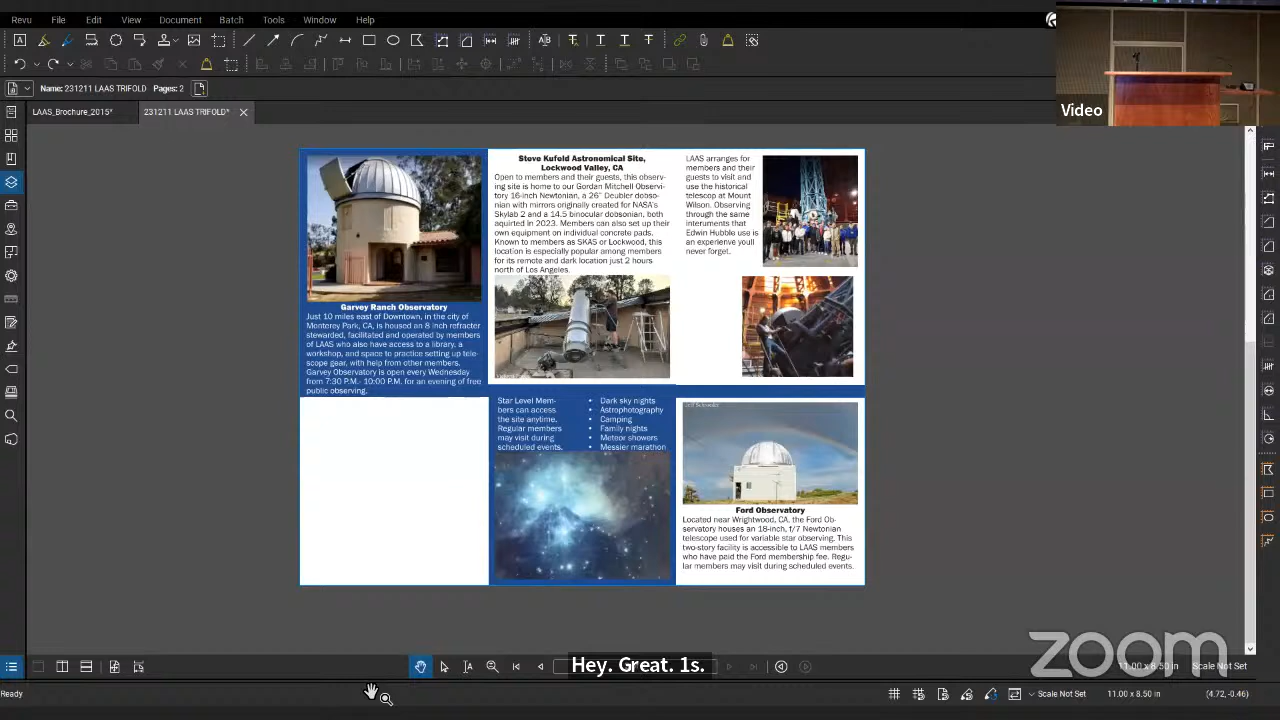 Revu File Edit View Document Batch Tools Window Help
Name: 231211 LAAS TRIFOLD Pages: 2
LAAS_Brochure_2015*
231211 LAAS TRIFOLD*
Video
Garvey Ranch Observatory
Just 10 miles east of Downtown, in the city of
Monterey Park, CA, is housed an 8 inch refracter
stewarded, facilitated and operated by members
of LAAS who also have access to a library, a
workshop, and space to practice setting up tele-
scope gear, with help from other members.
Garvey Observatory is open every Wednesday
from 7:30 P.M.- 10:00 P.M. for an evening of free
public observing.
Steve Kufeld Astronomical Site,
Lockwood Valley, CA
Open to members and their guests, this observ-
ing site is home to our Gordan Mitchell Observi-
tory 16-inch Newtonian, a 26" Deubler dobso-
nian with mirrors originally created for NASA's
Skylab 2 and a 14.5 binocular dobsonian, both
aquirted in 2023. Members can also set up their
own equipment on individual concrete pads.
Known to members as SKAS or Lockwood, this
location is especially popular among members
for its remote and dark location just 2 hours
north of Los Angeles.
LAAS arranges for
members and their
guests to visit and
use the historical
telescop at Mount
Wilson. Observing
through the same
interuments that
Edwin Hubble use is
an experienve youll
never forget.
Star Level Mem-
bers can access
the site anytime.
Regular members
may visit during
scheduled events.
• Dark sky nights
• Astrophotography
• Camping
• Family nights
• Meteor showers
• Messier marathon
Ford Observatory
Located near Wrightwood, CA, the Ford Ob-
servatory houses an 18-inch, f/7 Newtonian
telescope used for variable star observing. This
two-story facility is accessible to LAAS members
who have paid the Ford membership fee. Regu-
lar members may visit during scheduled events.
Hey. Great. 1s.
zoom
11.00 x 8.50 in Scale Not Set
Ready
Scale Not Set 11.00 x 8.50 in (4.72, -0.46)